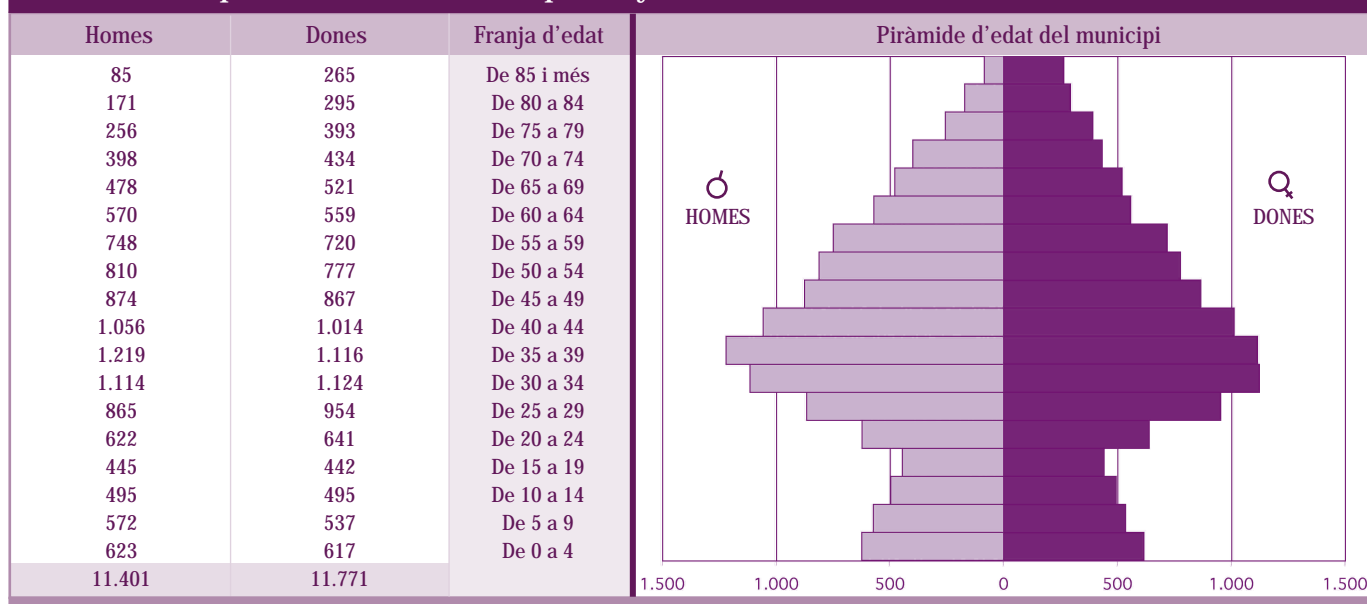 Homes Dones Franja d'edat Piràmide d'edat del municipi
85 265 De 85 i més
171 295 De 80 a 84
256 393 De 75 a 79
398 434 De 70 a 74
478 521 De 65 a 69
570 559 De 60 a 64
748 720 De 55 a 59
810 777 De 50 a 54
874 867 De 45 a 49
1.056 1.014 De 40 a 44
1.219 1.116 De 35 a 39
1.114 1.124 De 30 a 34
865 954 De 25 a 29
622 641 De 20 a 24
445 442 De 15 a 19
495 495 De 10 a 14
572 537 De 5 a 9
623 617 De 0 a 4
11.401 11.771
HOMES DONES
1.500 1.000 500 0 500 1.000 1.500